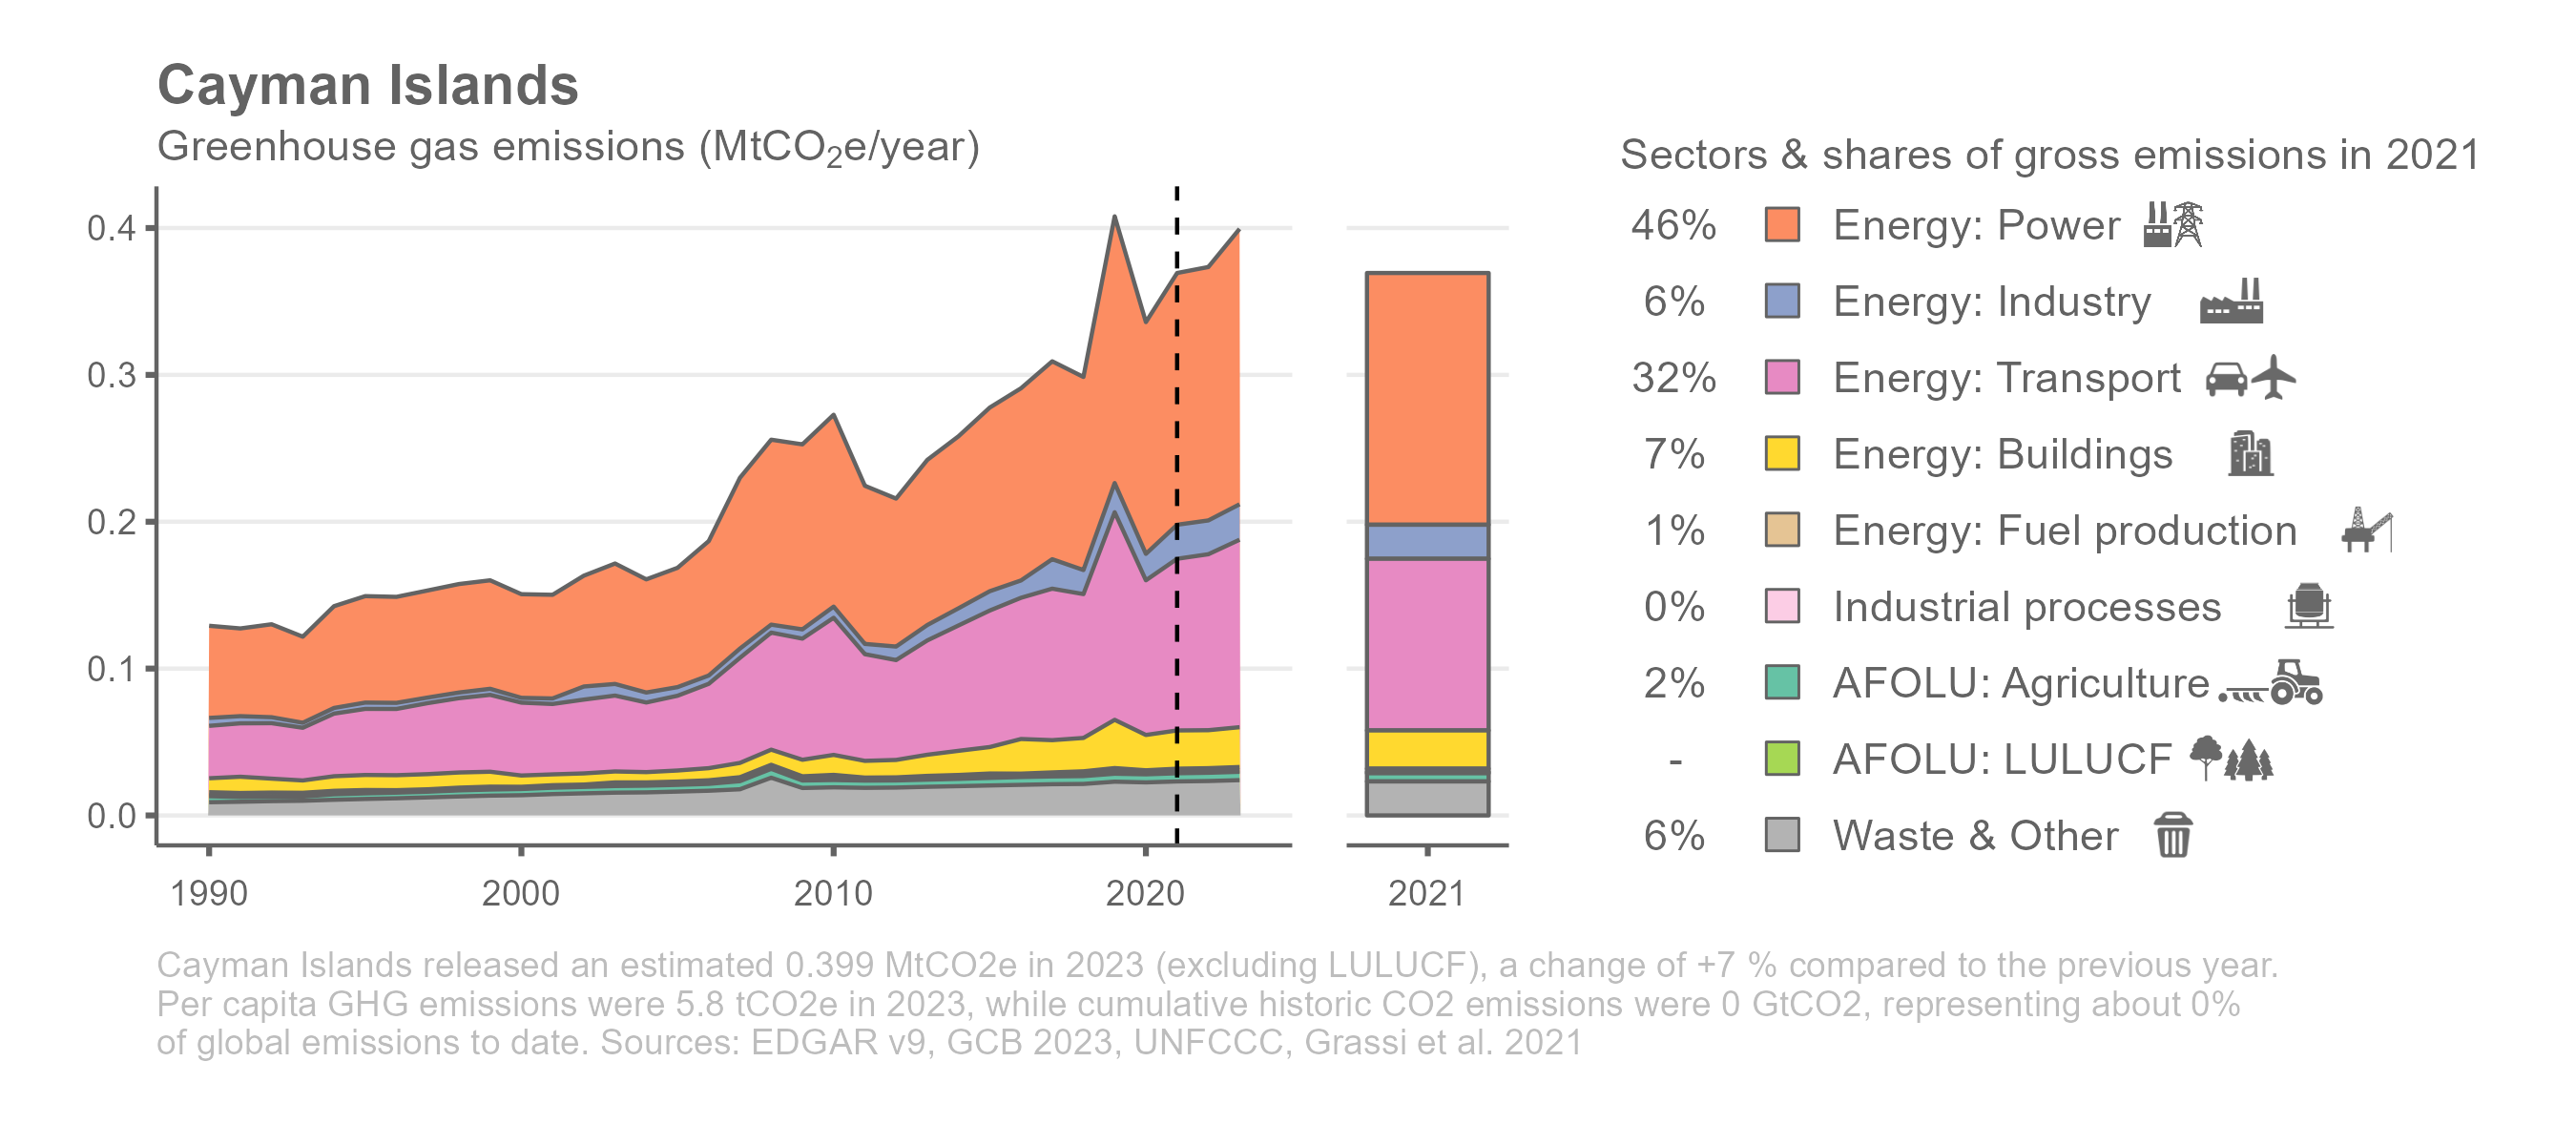 Cayman Islands
Greenhouse gas emissions (MtCO₂e/year)
Sectors & shares of gross emissions in 2021
0.4
0.3
0.2
0.1
0.0
1990
2000
2010
2020
2021
46% Energy: Power
6% Energy: Industry
32% Energy: Transport
7% Energy: Buildings
1% Energy: Fuel production
0% Industrial processes
2% AFOLU: Agriculture
- AFOLU: LULUCF
6% Waste & Other
Cayman Islands released an estimated 0.399 MtCO2e in 2023 (excluding LULUCF), a change of +7 % compared to the previous year.
Per capita GHG emissions were 5.8 tCO2e in 2023, while cumulative historic CO2 emissions were 0 GtCO2, representing about 0%
of global emissions to date. Sources: EDGAR v9, GCB 2023, UNFCCC, Grassi et al. 2021